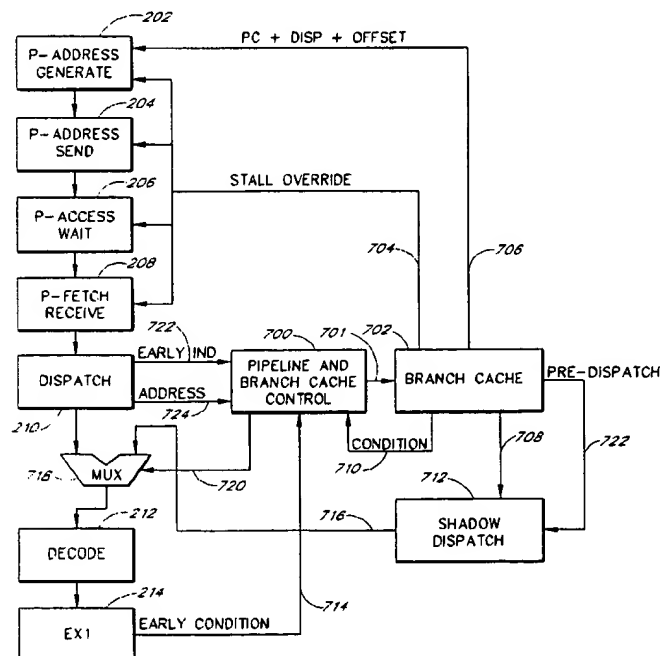 202
PC + DISP + OFFSET
P-ADDRESS
GENERATE
204
P-ADDRESS
SEND
206
STALL OVERRIDE
P-ACCESS
WAIT
704
706
208
P-FETCH
RECEIVE
722
700
701
702
EARLY IND
PRE-DISPATCH
DISPATCH
PIPELINE AND
BRANCH CACHE
CONTROL
BRANCH CACHE
ADDRESS
210
724
CONDITION
710
708
722
MUX
718
720
712
212
716
SHADOW
DISPATCH
DECODE
214
714
EARLY CONDITION
EX1